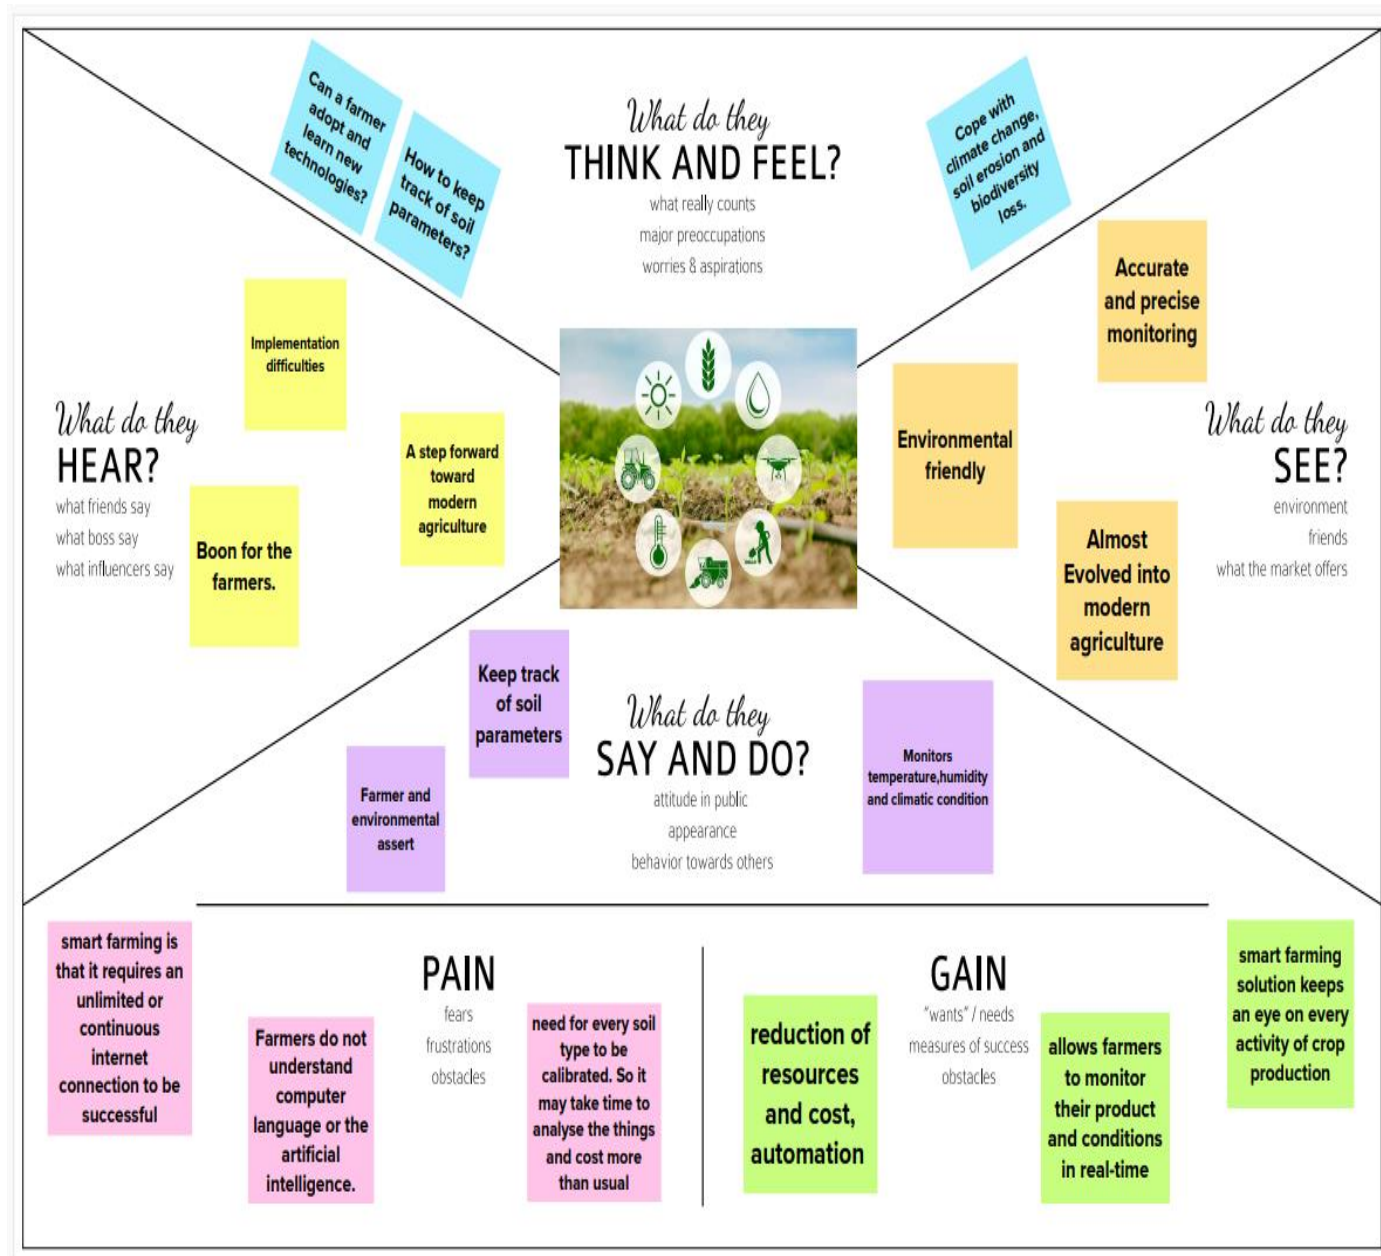 Can a farmer
adopt and
learn new
technologies?
How to keep
track of soil
parameters?
What do they
THINK AND FEEL?
what really counts
major preoccupations
worries & aspirations
Cope with
climate change,
soil erosion and
biodiversity
loss.
What do they
HEAR?
what friends say
what boss say
what influencers say
Implementation
difficulties
A step forward
toward
modern
agriculture
Boon for the
farmers.
Accurate
and precise
monitoring
Environmental
friendly
Almost
Evolved into
modern
agriculture
What do they
SEE?
environment
friends
what the market offers
Keep track
of soil
parameters
Farmer and
environmental
assert
What do they
SAY AND DO?
attitude in public
appearance
behavior towards others
Monitors
temperature,humidity
and climatic condition
smart farming is
that it requires an
unlimited or
continuous
internet
connection to be
successful
Farmers do not
understand
computer
language or the
artificial
intelligence.
PAIN
fears
frustrations
obstacles
need for every soil
type to be
calibrated. So it
may take time to
analyse the things
and cost more
than usual
reduction of
resources
and cost,
automation
GAIN
"wants" / needs
measures of success
obstacles
allows farmers
to monitor
their product
and conditions
in real-time
smart farming
solution keeps
an eye on every
activity of crop
production